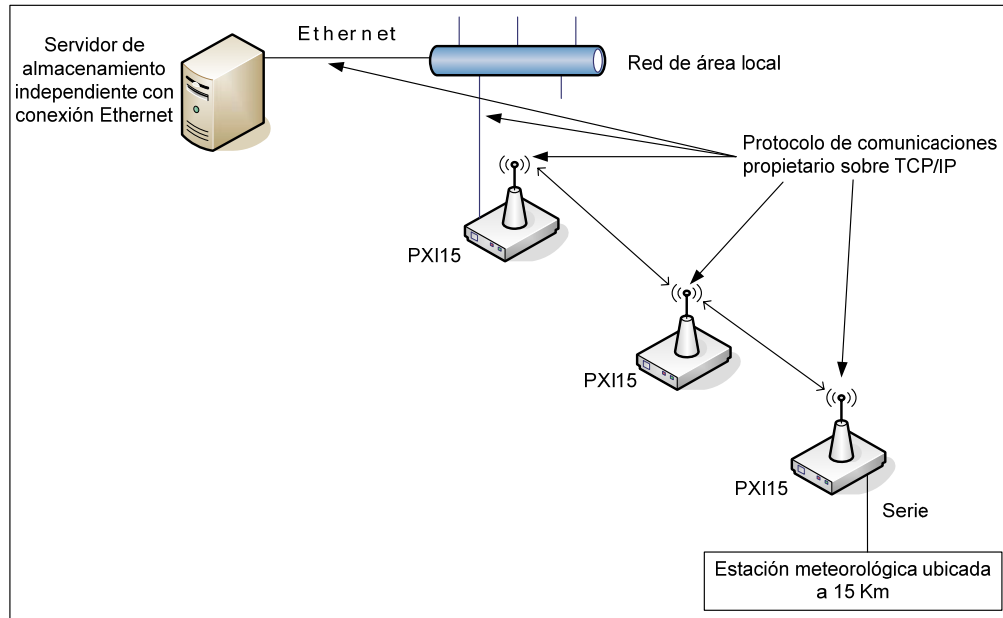 Servidor de
almacenamiento
independiente con
conexión Ethernet
Ethernet
Red de área local
Protocolo de comunicaciones
propietario sobre TCP/IP
PXI15
PXI15
PXI15
Serie
Estación meteorológica ubicada
a 15 Km